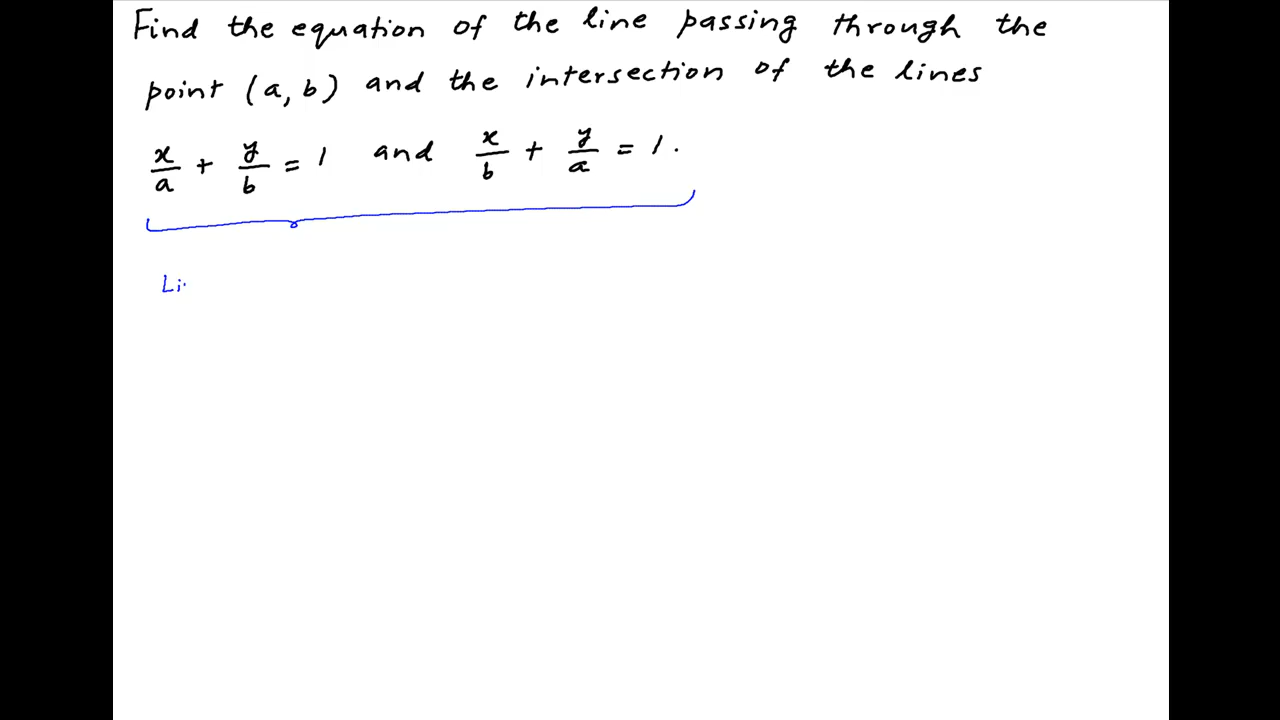 Find the equation of the line passing through the
point (a, b) and the intersection of the lines
x/a + y/b = 1 and x/b + y/a = 1.
Li